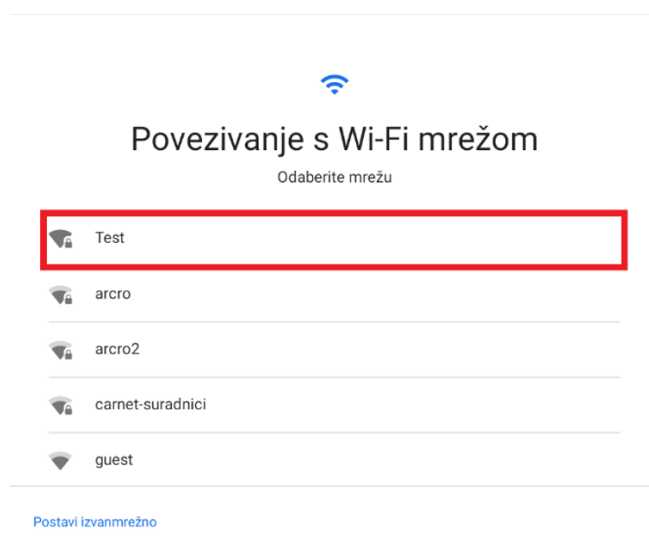 Povezivanje s Wi-Fi mrežom
Odaberite mrežu
Test
arcro
arcro2
carnet-suradnici
guest
Postavi izvanmrežno